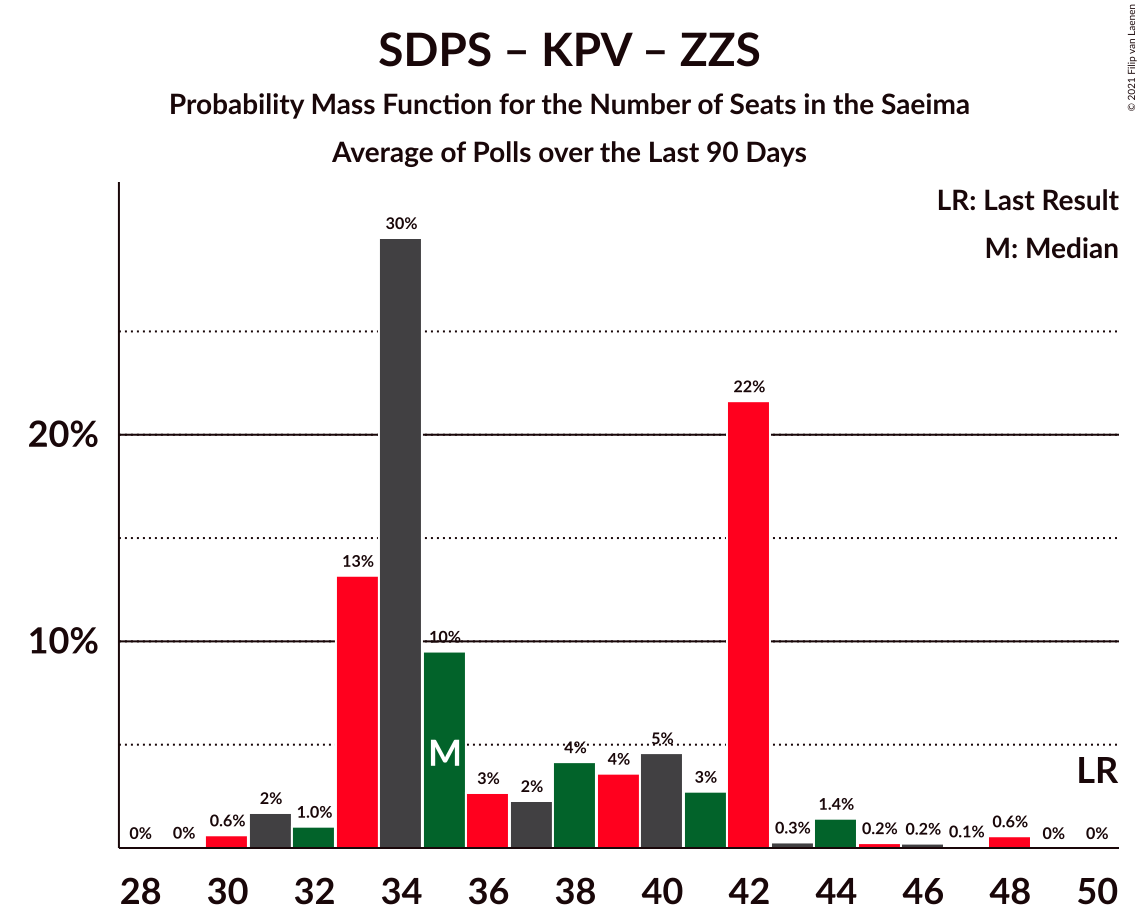 SDPS – KPV – ZZS
Probability Mass Function for the Number of Seats in the Saeima
Average of Polls over the Last 90 Days
© 2021 Filip van Laenen
LR: Last Result
M: Median
20%
10%
0%
0%
0.6%
2%
1.0%
13%
30%
10%
3%
2%
4%
4%
5%
3%
22%
0.3%
1.4%
0.2%
0.2%
0.1%
0.6%
0%
0%
M
LR
28 30 32 34 36 38 40 42 44 46 48 50